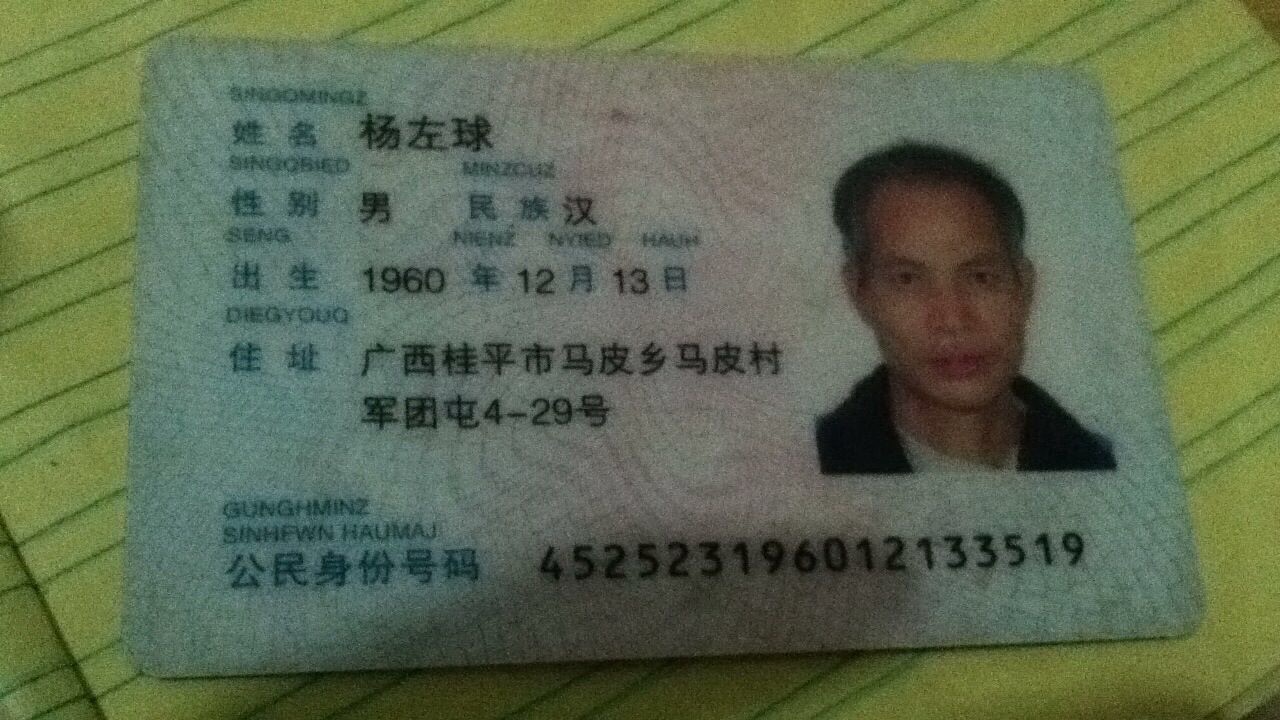 SINGQMINGZ
姓名 杨左球
SINGQBIED MINZCUZ
性别 男 民族 汉
SENG NIENZ NYIED HAUH
出生 1960 年 12 月 13 日
DIEGYOUQ
住址 广西桂平市马皮乡马皮村
军团屯4-29号
GUNGHMINZ
SINHFWN HAUMAJ
公民身份号码 452523196012133519